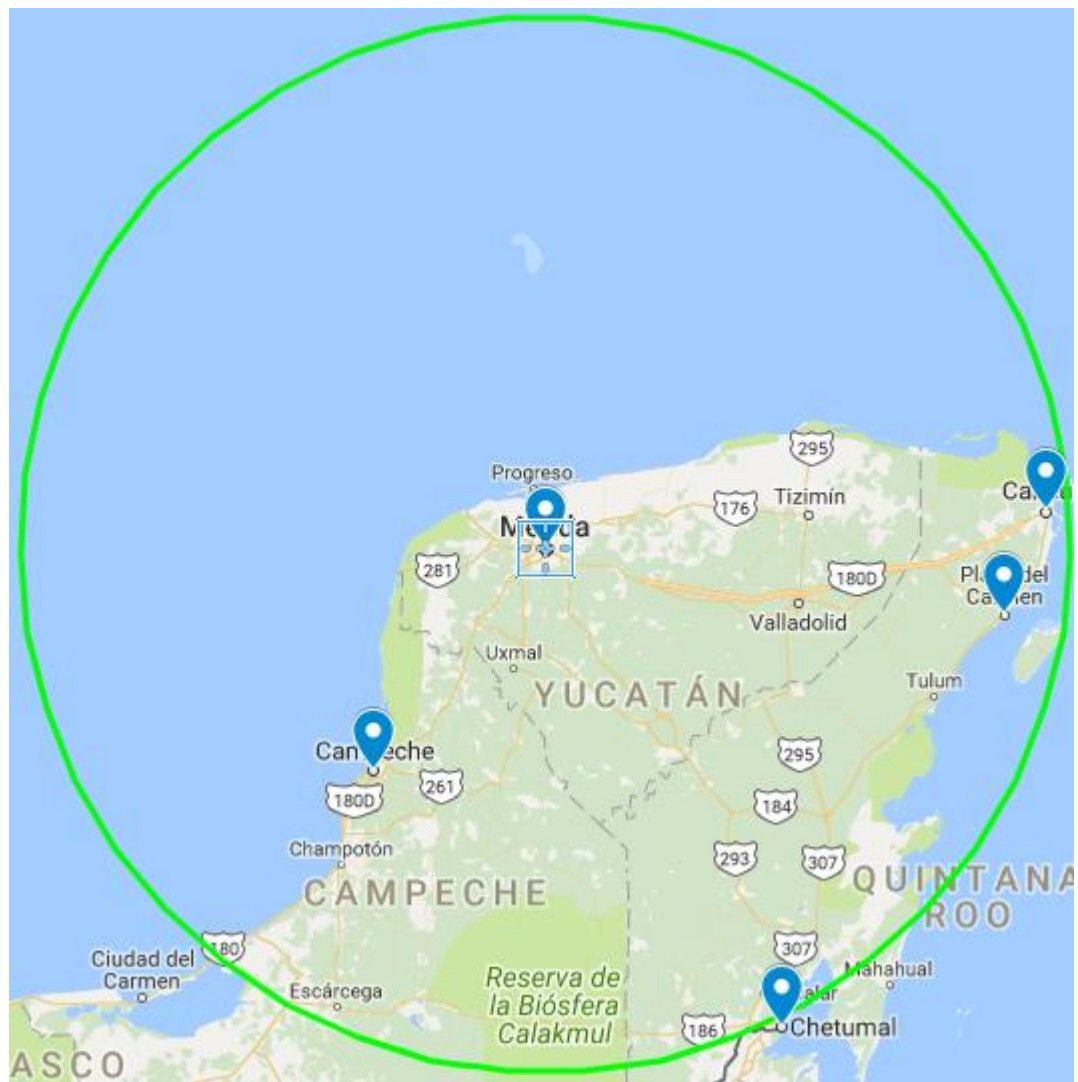 295
Progreso
Tizimín
176
281
180D
Valladolid
Uxmal
YUCATÁN
Tulum
295
261
180D
184
Champotón
293
307
CAMPECHE
QUINTANA
ROO
180
307
Ciudad del
Carmen
Mahahual
Reserva de
la Biósfera
Calakmul
Escárcega
186
Chetumal
ASCO